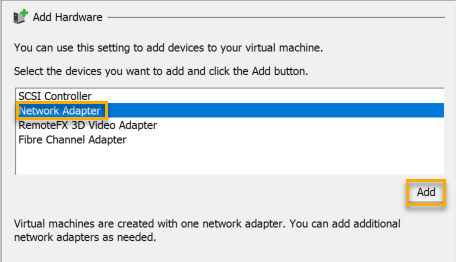 Add Hardware
You can use this setting to add devices to your virtual machine.
Select the devices you want to add and click the Add button.
SCSI Controller
Network Adapter
RemoteFX 3D Video Adapter
Fibre Channel Adapter
Add
Virtual machines are created with one network adapter. You can add additional
network adapters as needed.